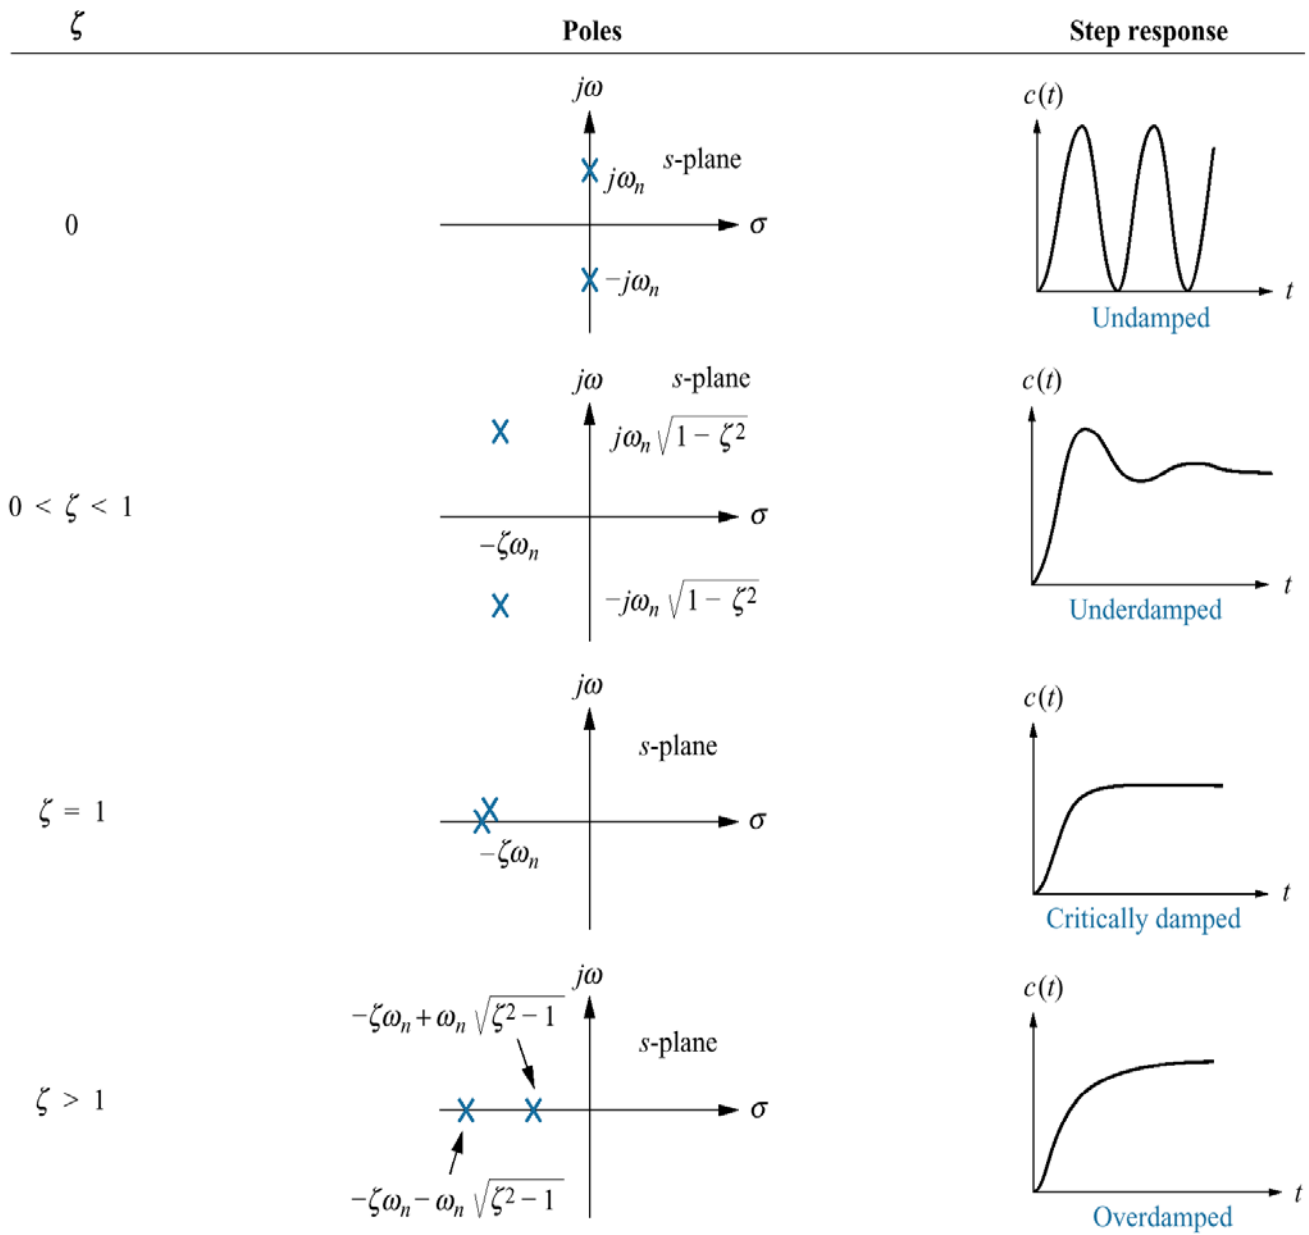 ζ Poles Step response
jω
c(t)
s-plane
jωₙ
0
σ
−jωₙ
t
Undamped
jω s-plane
c(t)
jωₙ √1 − ζ²
0 < ζ < 1
σ
−ζωₙ
−jωₙ √1 − ζ²
t
Underdamped
jω
c(t)
s-plane
ζ = 1
σ
−ζωₙ
t
Critically damped
jω
c(t)
−ζωₙ + ωₙ √ζ² − 1
s-plane
ζ > 1
σ
−ζωₙ − ωₙ √ζ² − 1
t
Overdamped